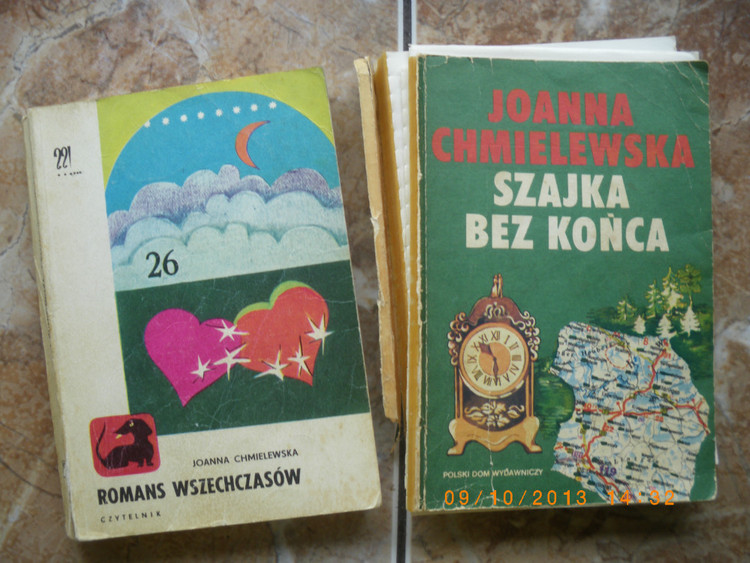 221
26
JOANNA CHMIELEWSKA
ROMANS WSZECHCZASÓW
CZYTELNIK
JOANNA
CHMIELEWSKA
SZAJKA
BEZ KOŃCA
POLSKI DOM WYDAWNICZY
09/10/2013 14:32